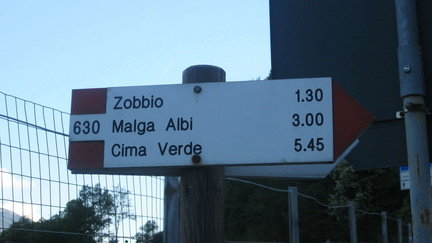 Zobbio 1.30
630 Malga Albi 3.00
Cima Verde 5.45